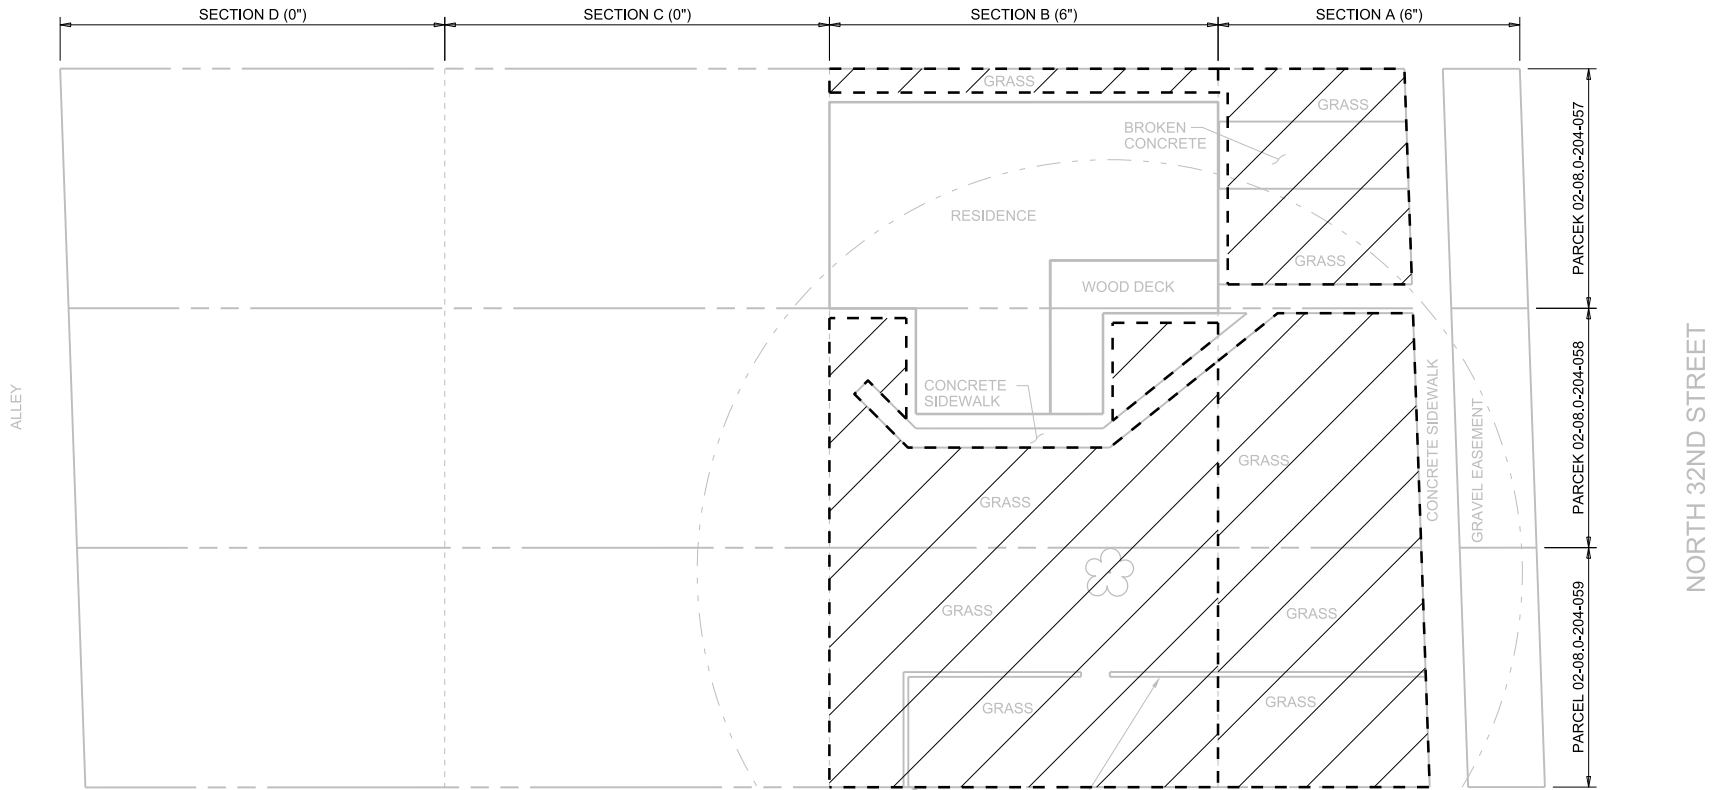 SECTION D (0")
SECTION C (0")
SECTION B (6")
SECTION A (6")
GRASS
GRASS
BROKEN
CONCRETE
RESIDENCE
GRASS
WOOD DECK
PARCEK 02-08.0-204-057
CONCRETE
SIDEWALK
ALLEY
GRASS
GRASS
CONCRETE SIDEWALK
GRAVEL EASEMENT
PARCEK 02-08.0-204-058
NORTH 32ND STREET
GRASS
GRASS
GRASS
GRASS
PARCEL 02-08.0-204-059